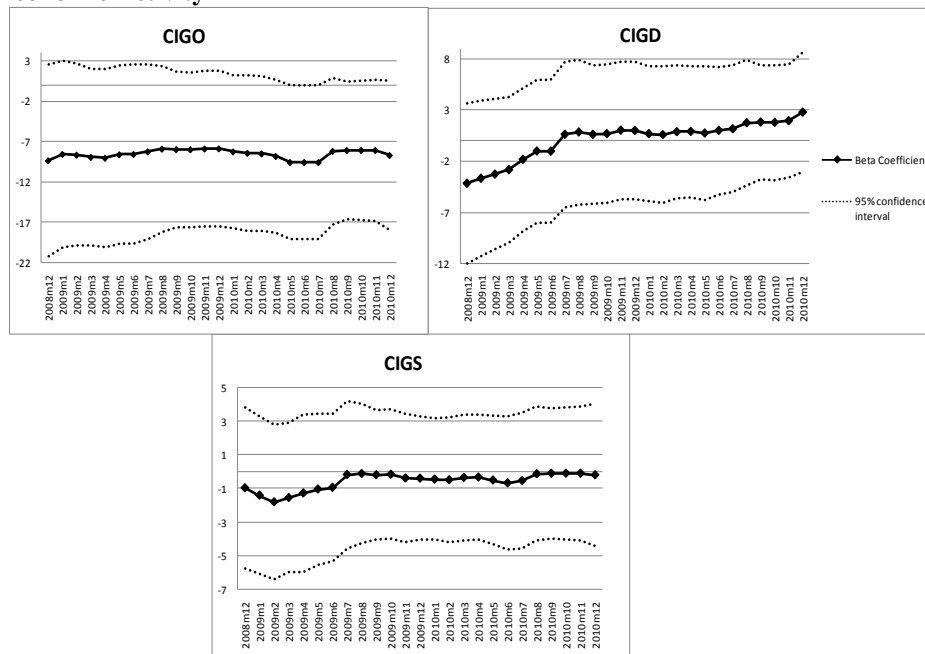 economic activity
CIGO
3
-2
-7
-12
-17
-22
2008m12
2009m1
2009m2
2009m3
2009m4
2009m5
2009m6
2009m7
2009m8
2009m9
2009m10
2009m11
2009m12
2010m1
2010m2
2010m3
2010m4
2010m5
2010m6
2010m7
2010m8
2010m9
2010m10
2010m11
2010m12
CIGD
8
3
-2
-7
-12
2008m12
2009m1
2009m2
2009m3
2009m4
2009m5
2009m6
2009m7
2009m8
2009m9
2009m10
2009m11
2009m12
2010m1
2010m2
2010m3
2010m4
2010m5
2010m6
2010m7
2010m8
2010m9
2010m10
2010m11
2010m12
Beta Coefficien
95% confidence
interval
CIGS
5
3
1
-1
-3
-5
-7
2008m12
2009m1
2009m2
2009m3
2009m4
2009m5
2009m6
2009m7
2009m8
2009m9
2009m10
2009m11
2009m12
2010m1
2010m2
2010m3
2010m4
2010m5
2010m6
2010m7
2010m8
2010m9
2010m10
2010m11
2010m12